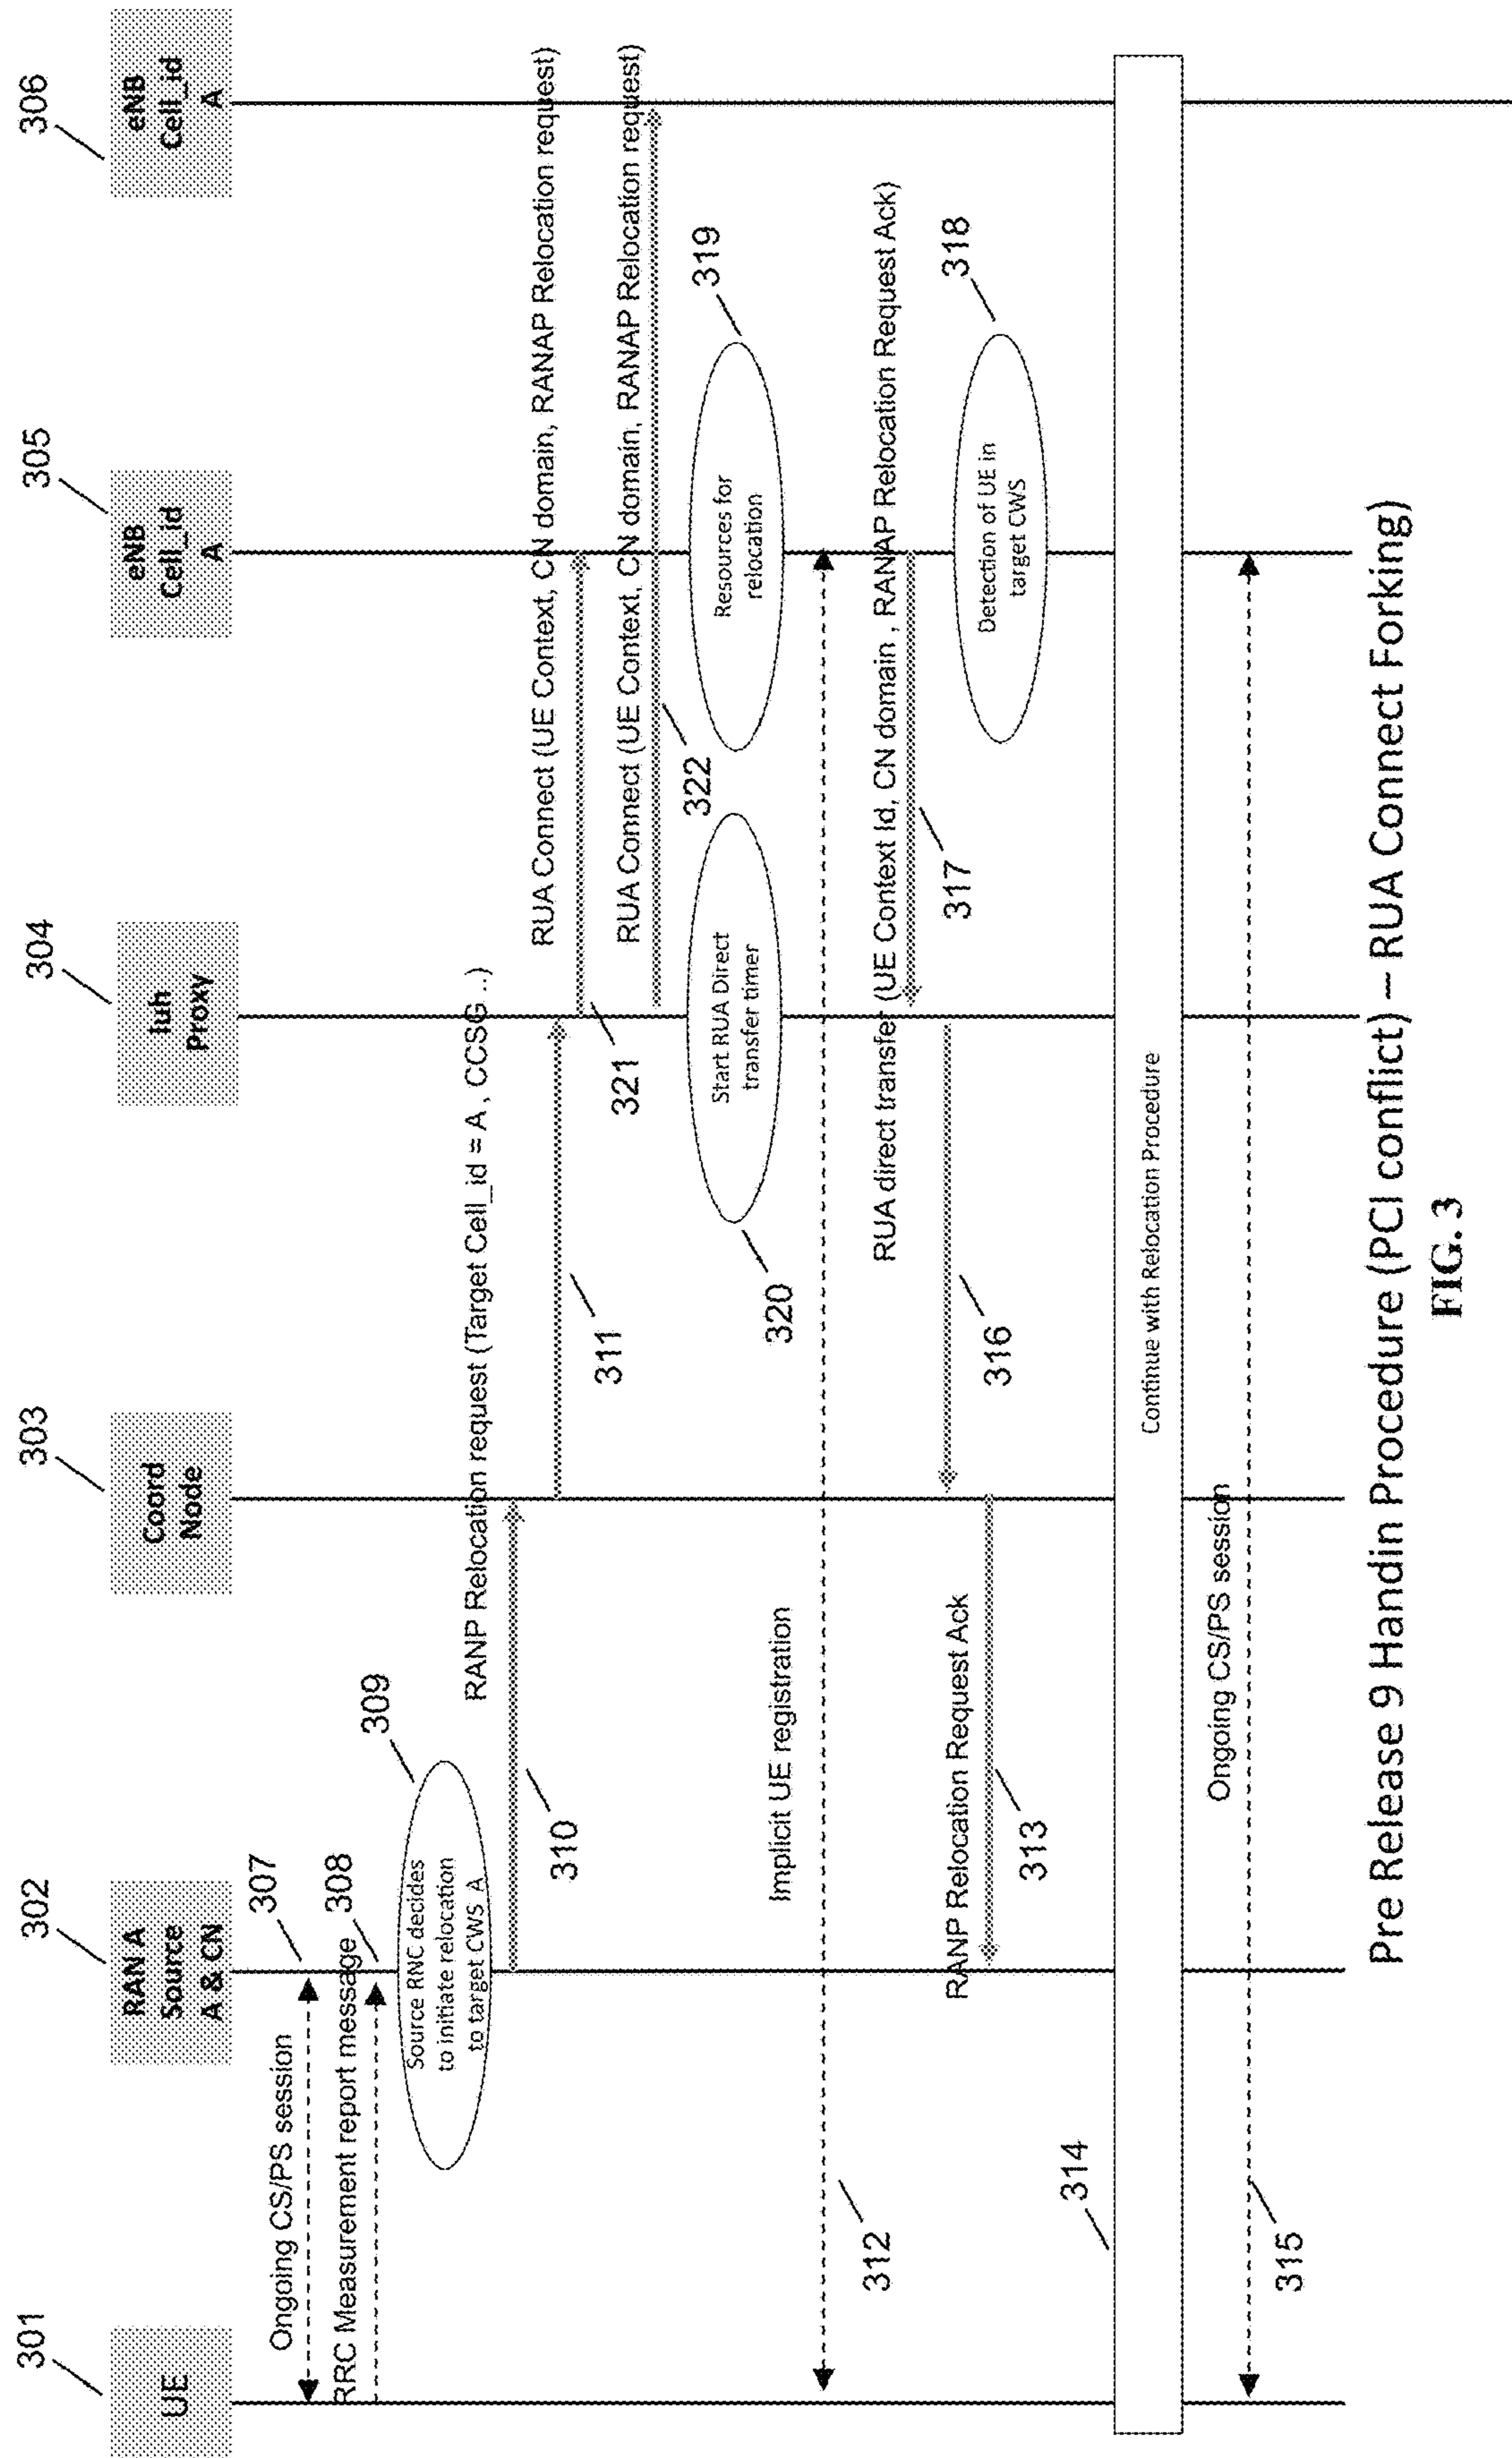 301
302
303
304
305
306
UE
RAN A
Source
A & CN
Coord
Node
Iuh
Proxy
eNB
Cell_id
A
eNB
Cell_id
A
Ongoing CS/PS session
307
RRC Measurement report message
308
Source RNC decides
to initiate relocation
to target CWS A
309
RANP Relocation request (Target Cell_id = A , CCSG ..)
310
311
RUA Connect (UE Context, CN domain, RANAP Relocation request)
321
RUA Connect (UE Context, CN domain, RANAP Relocation request)
322
Start RUA Direct
transfer timer
320
Resources for
relocation
319
Implicit UE registration
312
RUA direct transfer (UE Context Id, CN domain , RANAP Relocation Request Ack)
317
316
RANP Relocation Request Ack
313
Detection of UE in
target CWS
318
314
Continue with Relocation Procedure
Ongoing CS/PS session
315
Pre Release 9 Handin Procedure (PCI conflict) – RUA Connect Forking)
FIG. 3